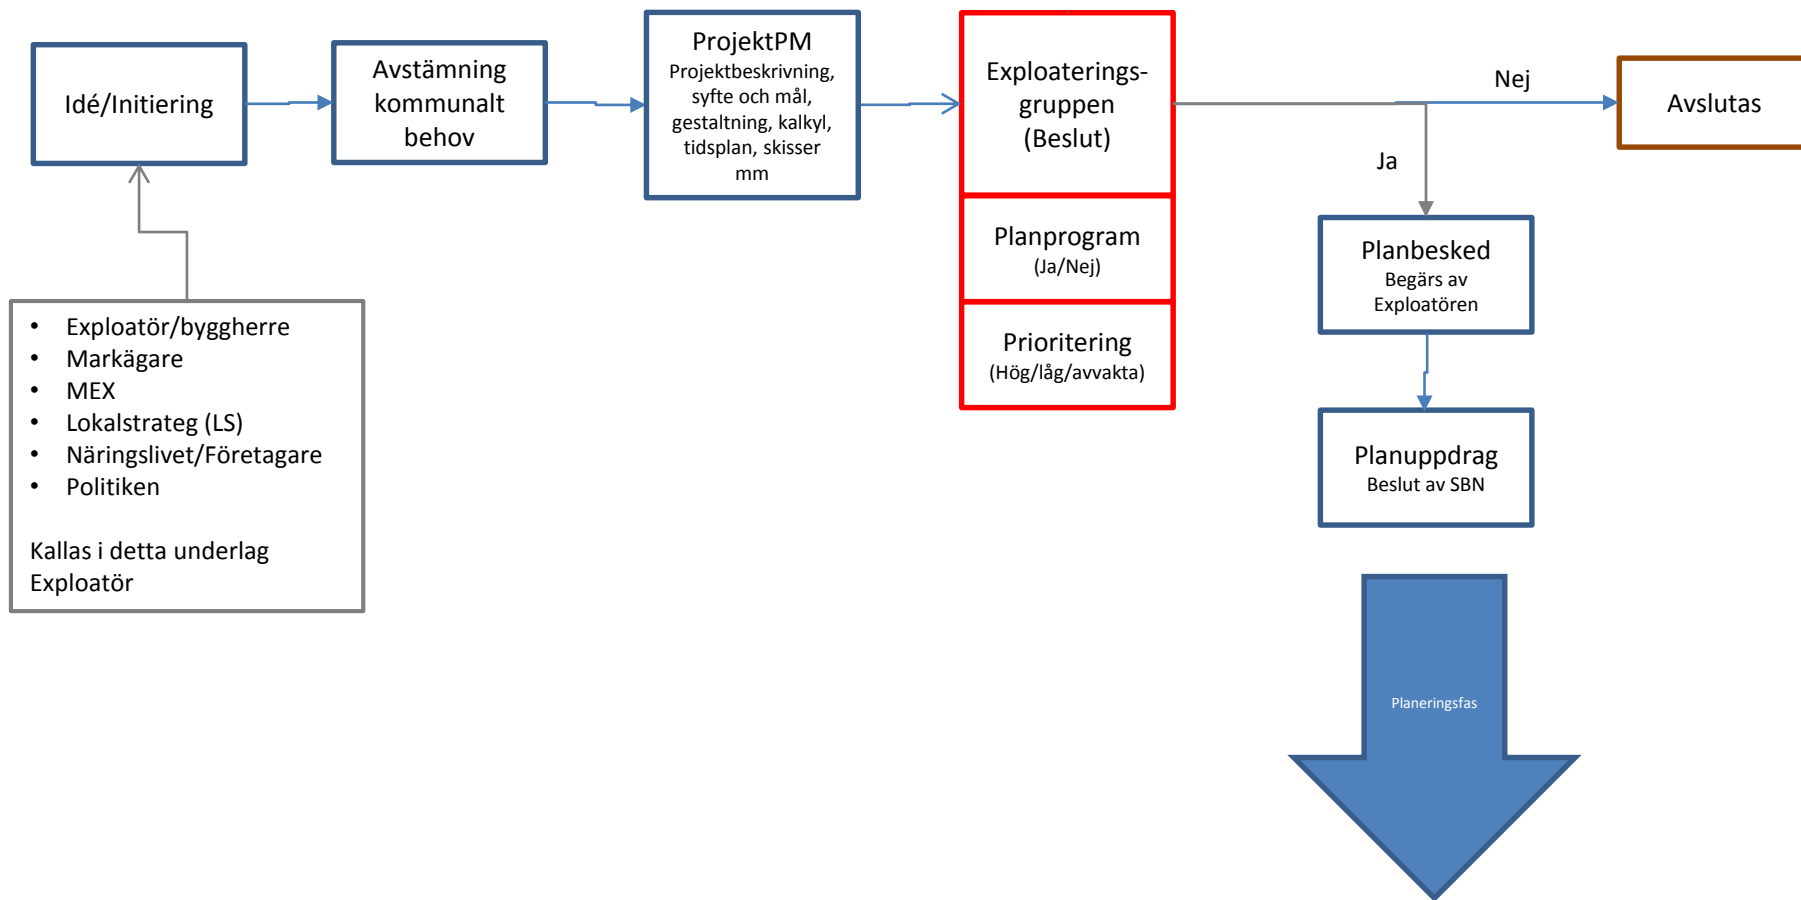 Idé/Initiering
Avstämning
kommunalt
behov
ProjektPM
Projektbeskrivning,
syfte och mål,
gestaltning, kalkyl,
tidsplan, skisser
mm
Exploaterings-
gruppen
(Beslut)
Planprogram
(Ja/Nej)
Prioritering
(Hög/låg/avvakta)
Nej
Avslutas
Ja
Planbesked
Begärs av
Exploatören
Planuppdrag
Beslut av SBN
Planeringsfas
• Exploatör/byggherre
• Markägare
• MEX
• Lokalstrateg (LS)
• Näringslivet/Företagare
• Politiken
Kallas i detta underlag
Exploatör